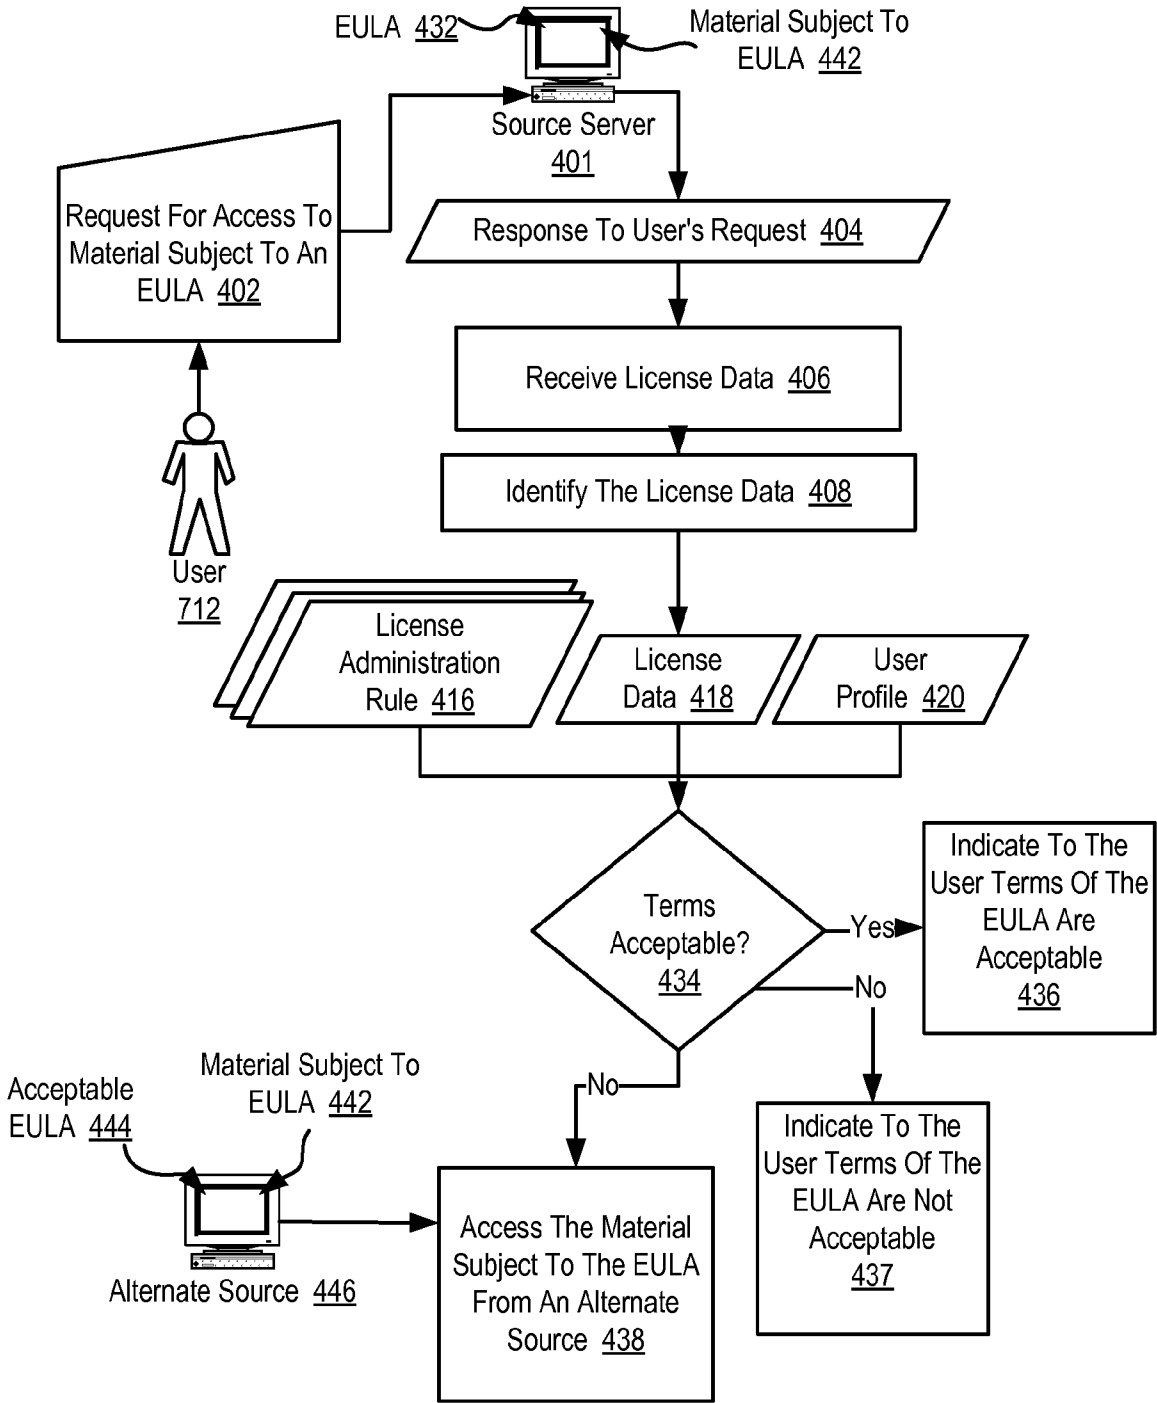 EULA 432
Material Subject To
EULA 442
Source Server
401
Request For Access To
Material Subject To An
EULA 402
Response To User's Request 404
Receive License Data 406
Identify The License Data 408
User
712
License
Administration
Rule 416
License
Data 418
User
Profile 420
Terms
Acceptable?
434
Yes
Indicate To The
User Terms Of The
EULA Are
Acceptable
436
No
No
Indicate To The
User Terms Of The
EULA Are Not
Acceptable
437
Acceptable
EULA 444
Material Subject To
EULA 442
Alternate Source 446
Access The Material
Subject To The EULA
From An Alternate
Source 438